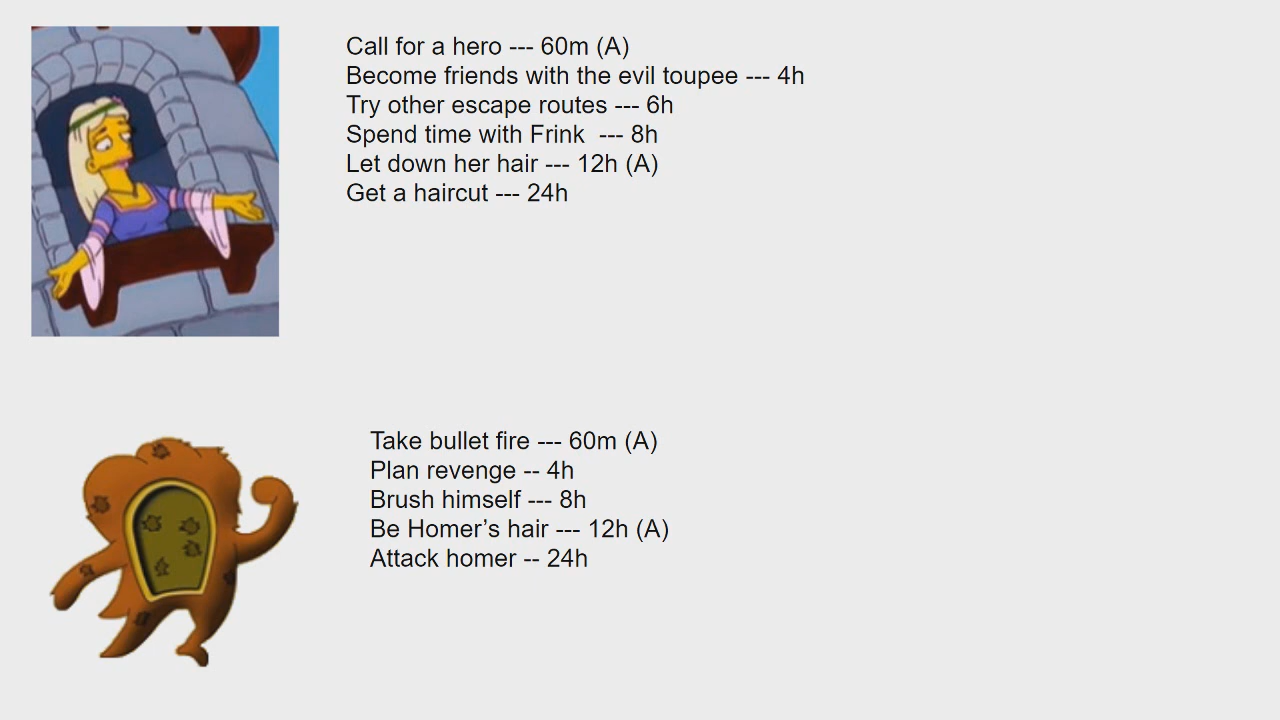 Call for a hero --- 60m (A)
Become friends with the evil toupee --- 4h
Try other escape routes --- 6h
Spend time with Frink  --- 8h
Let down her hair --- 12h (A)
Get a haircut --- 24h
Take bullet fire --- 60m (A)
Plan revenge -- 4h
Brush himself --- 8h
Be Homer’s hair --- 12h (A)
Attack homer -- 24h